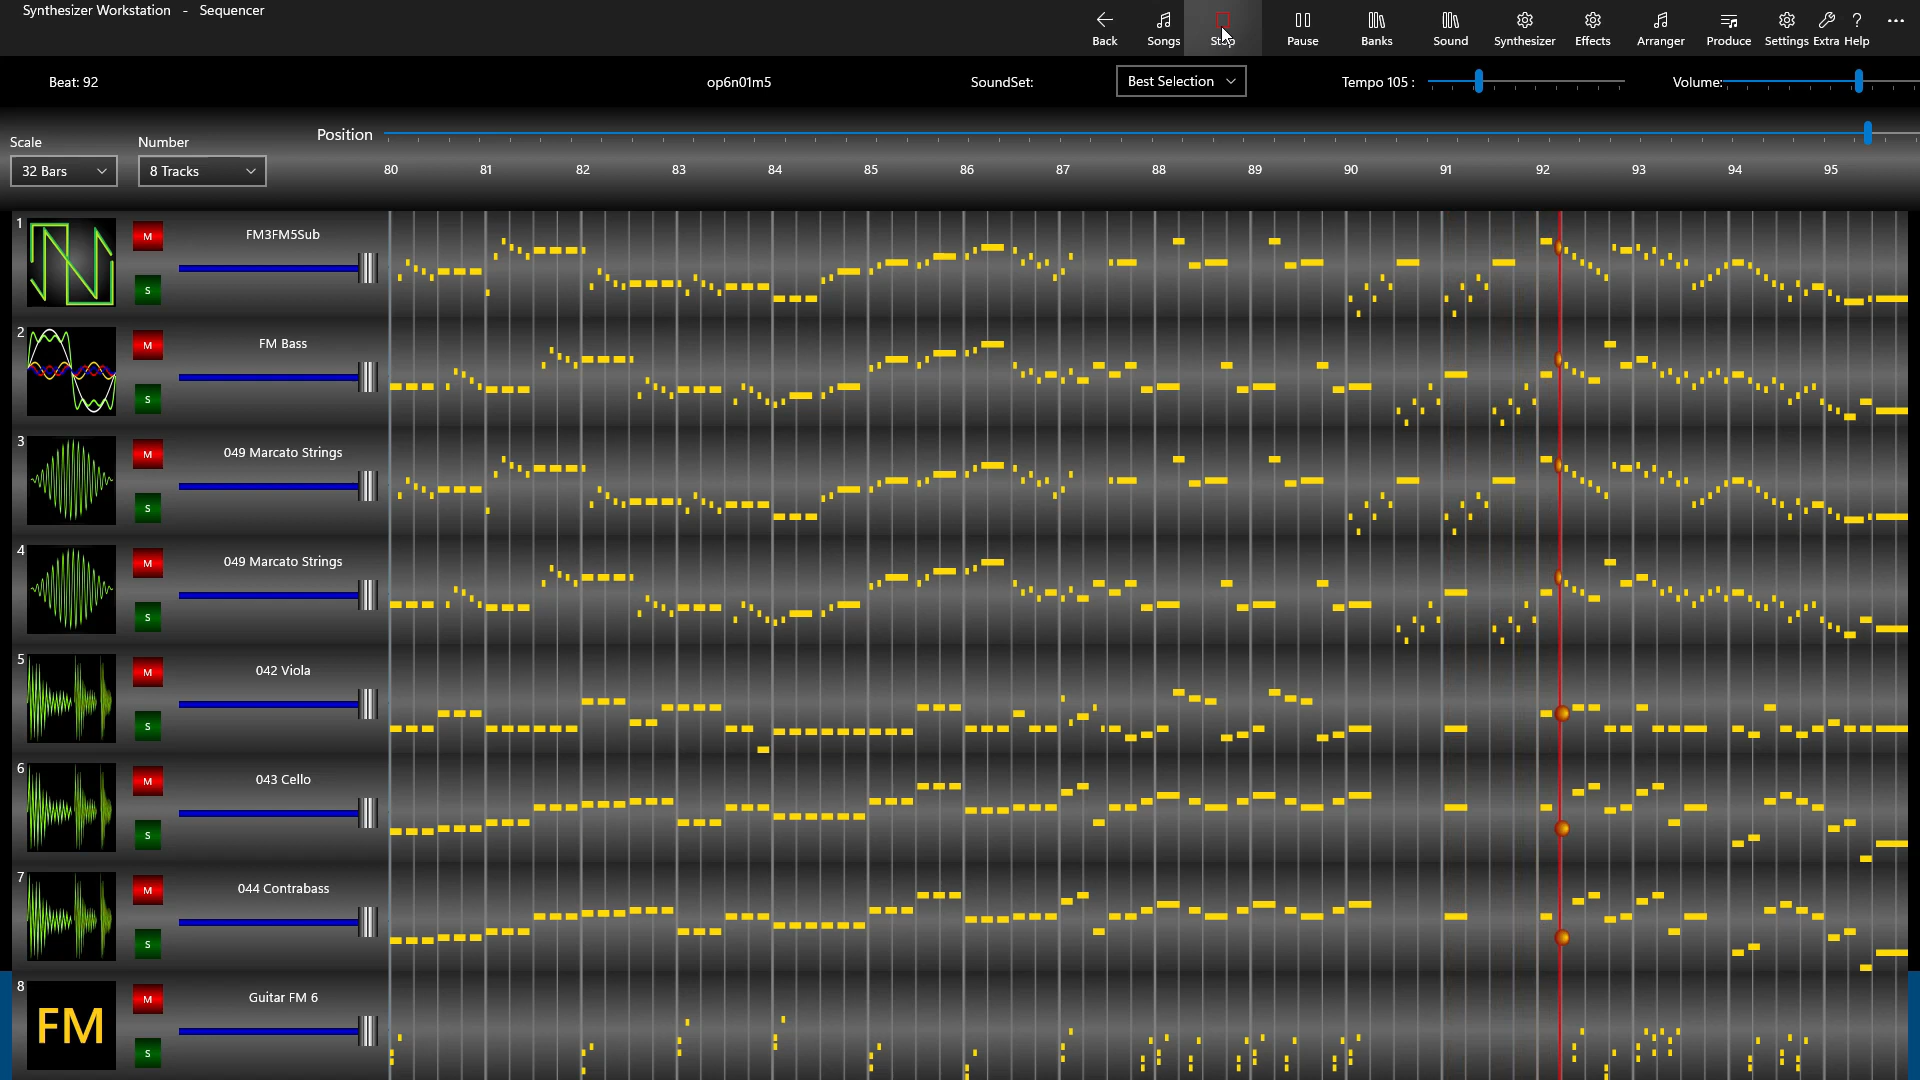 Synthesizer Workstation - Sequencer
Back Songs Stop Pause Banks Sound Synthesizer Effects Arranger Produce Settings Extra Help
Beat: 92 op6n01m5 SoundSet: Best Selection Tempo 105 : Volume:
Scale Number Position
32 Bars 8 Tracks
80 81 82 83 84 85 86 87 88 89 90 91 92 93 94 95
1 M FM3FM5Sub
S
2 M FM Bass
S
3 M 049 Marcato Strings
S
4 M 049 Marcato Strings
S
5 M 042 Viola
S
6 M 043 Cello
S
7 M 044 Contrabass
S
8 M Guitar FM 6
FM
S